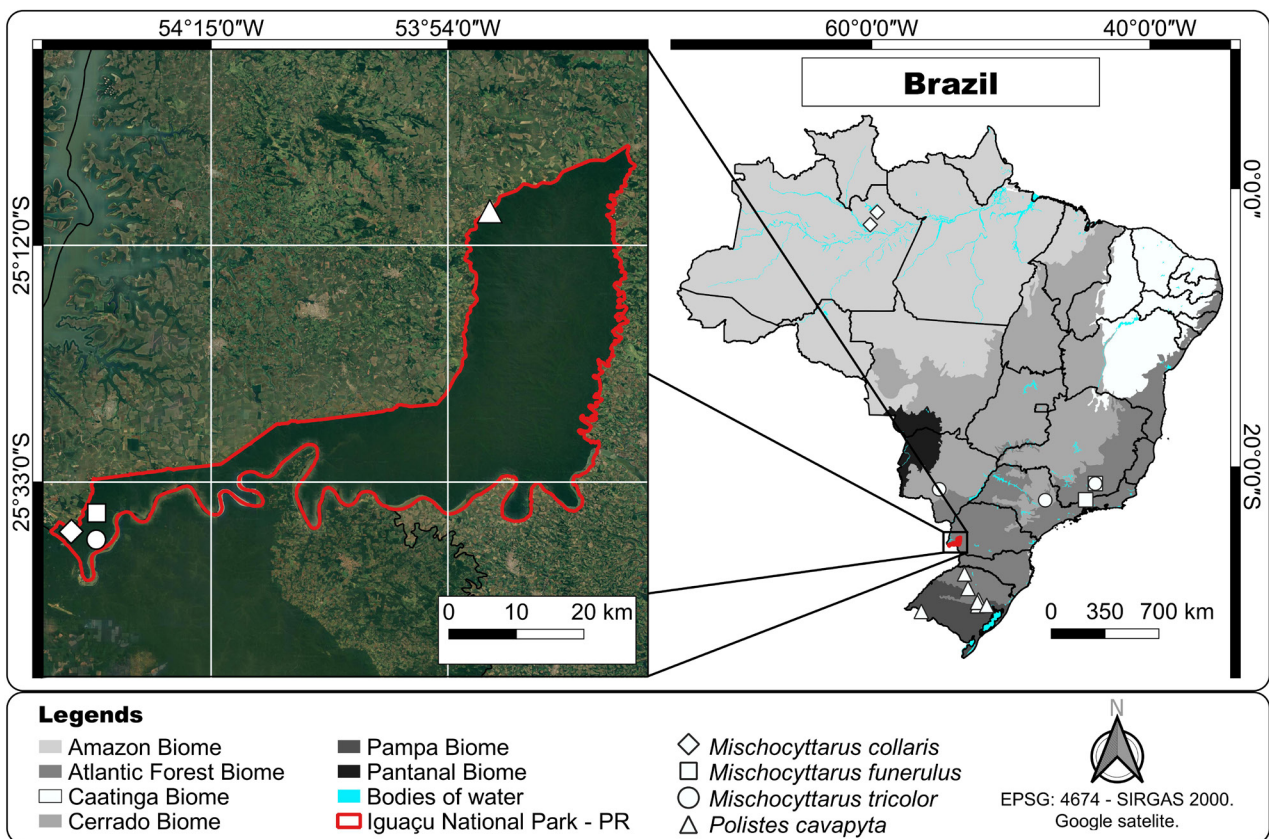 54°15′0″W
53°54′0″W
60°0′0″W
40°0′0″W
Brazil
25°12′0″S
25°33′0″S
0°0′0″
20°0′0″S
0 10 20 km
0 350 700 km
Legends
Amazon Biome
Atlantic Forest Biome
Caatinga Biome
Cerrado Biome
Pampa Biome
Pantanal Biome
Bodies of water
Iguaçu National Park - PR
Mischocyttarus collaris
Mischocyttarus funerulus
Mischocyttarus tricolor
Polistes cavapyta
N
EPSG: 4674 - SIRGAS 2000.
Google satelite.